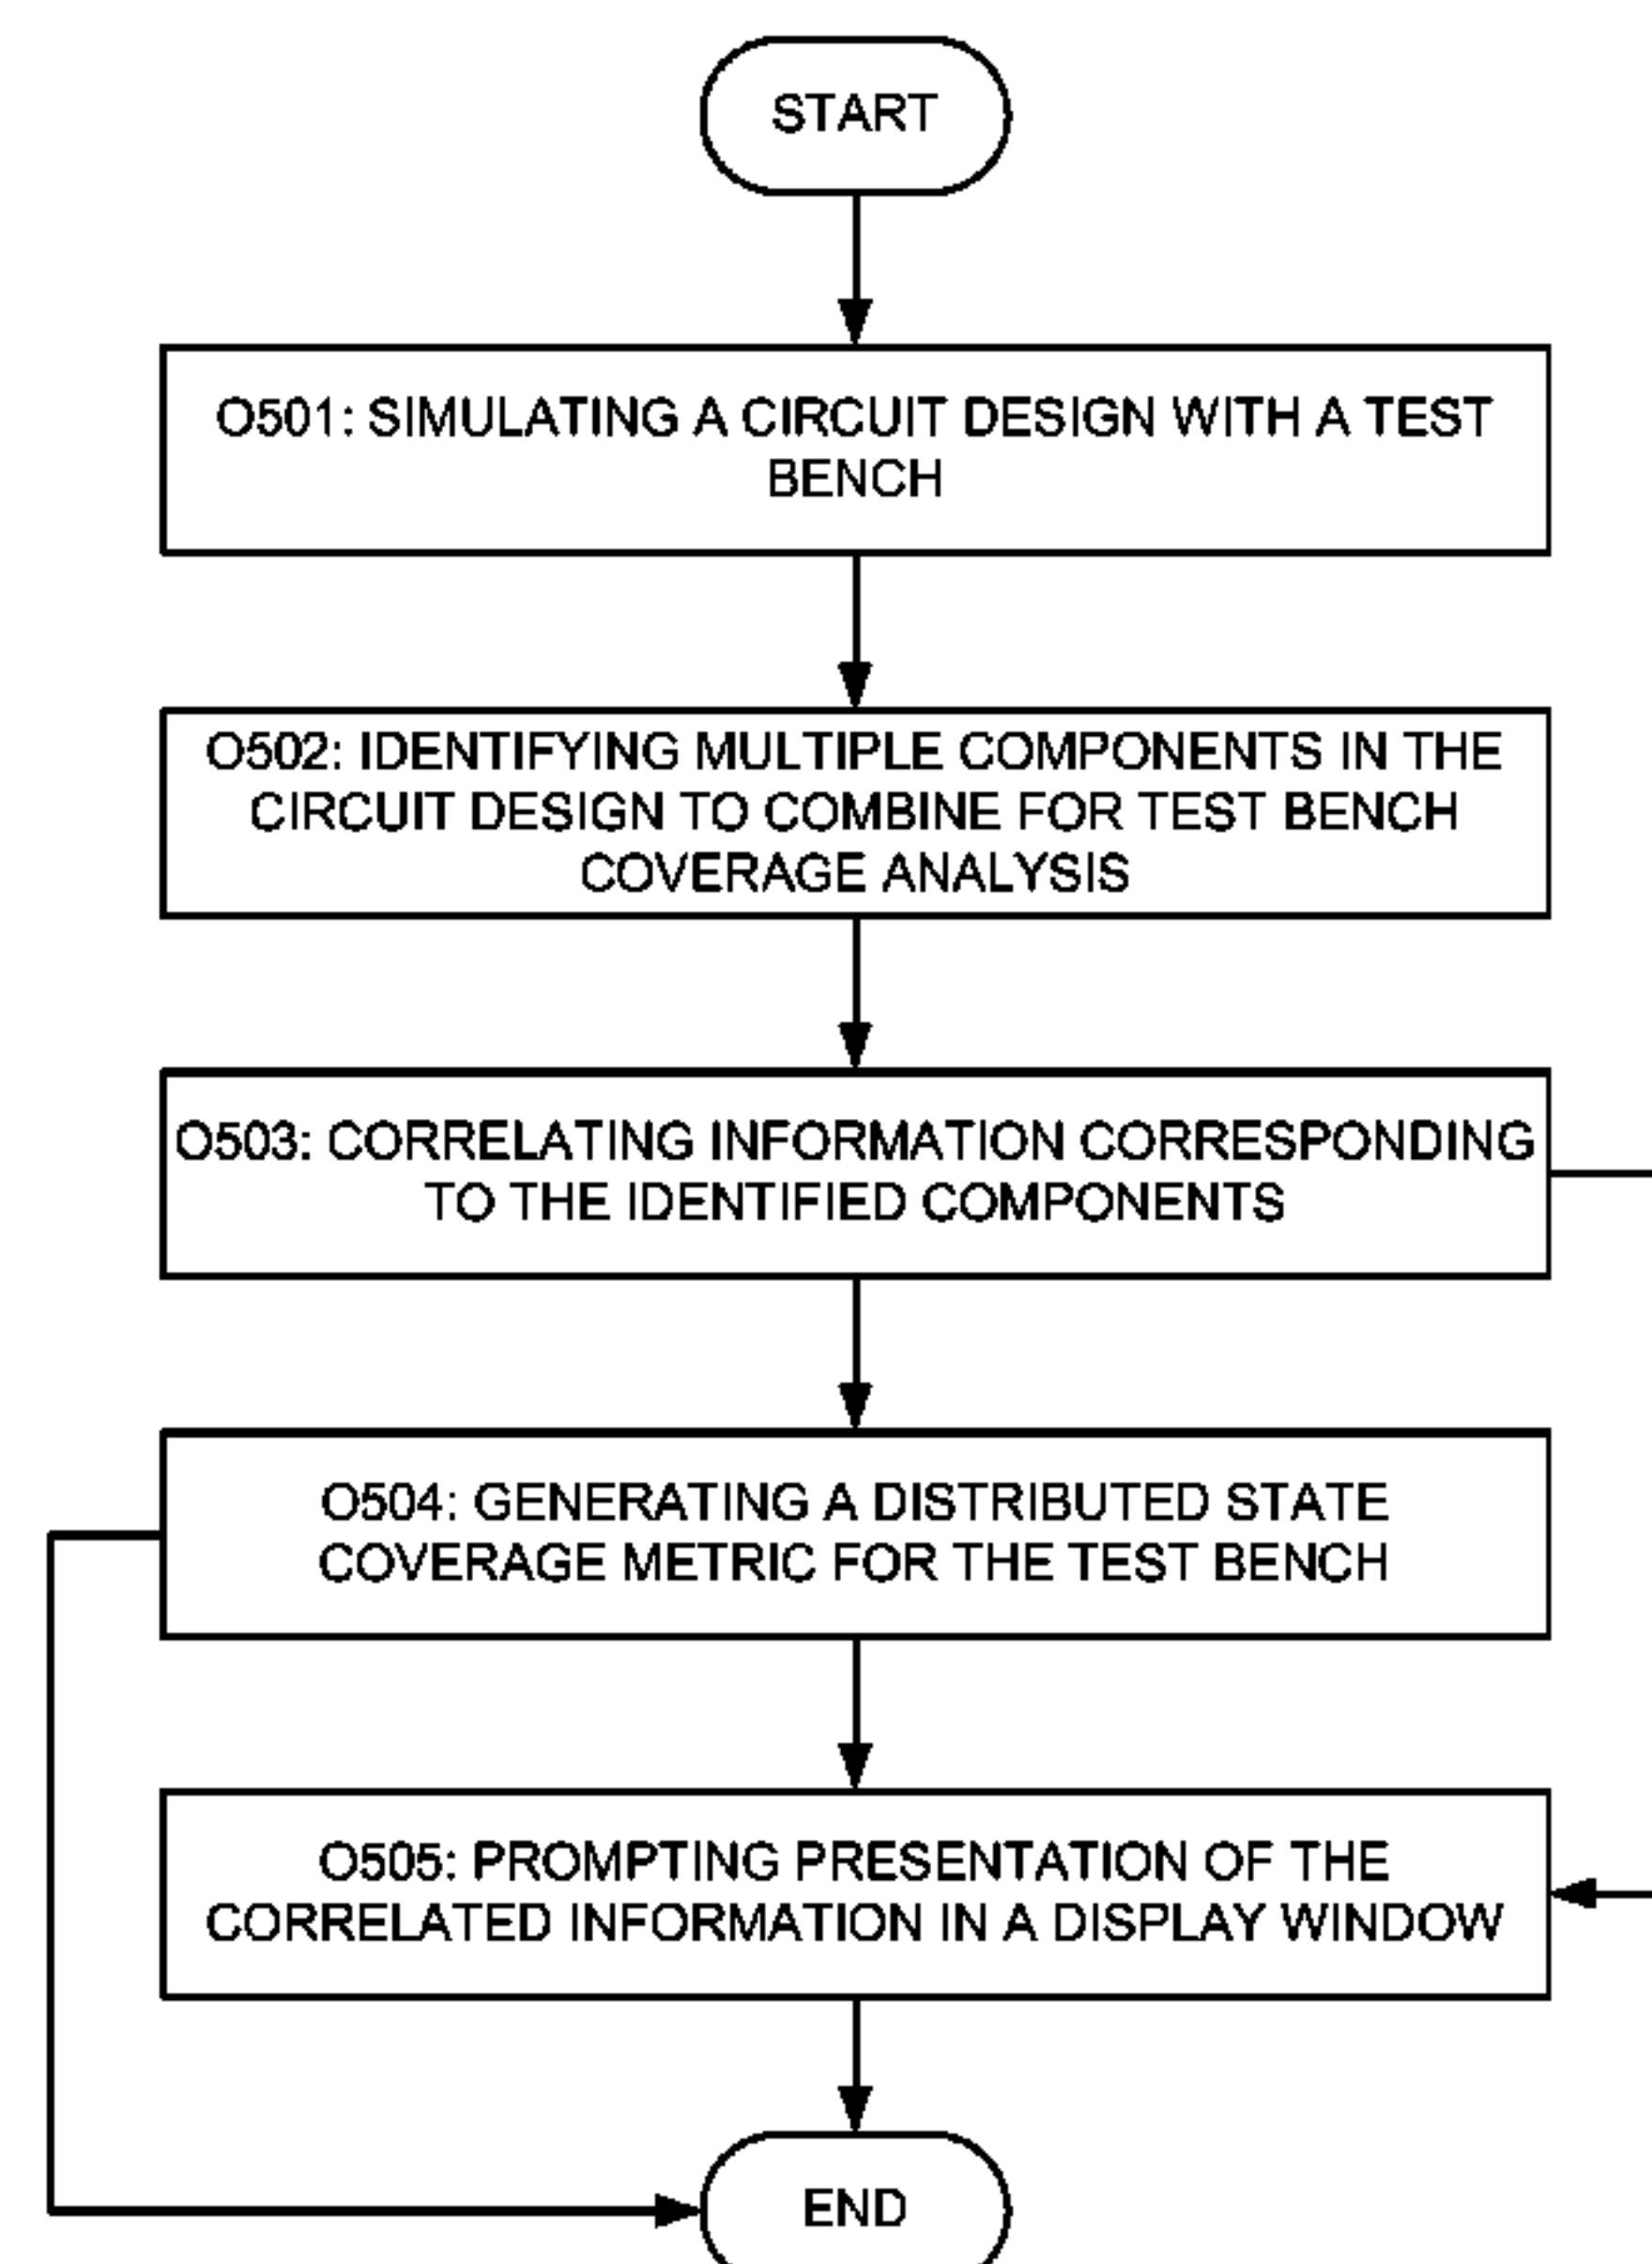 START
O501: SIMULATING A CIRCUIT DESIGN WITH A TEST
BENCH
O502: IDENTIFYING MULTIPLE COMPONENTS IN THE
CIRCUIT DESIGN TO COMBINE FOR TEST BENCH
COVERAGE ANALYSIS
O503: CORRELATING INFORMATION CORRESPONDING
TO THE IDENTIFIED COMPONENTS
O504: GENERATING A DISTRIBUTED STATE
COVERAGE METRIC FOR THE TEST BENCH
O505: PROMPTING PRESENTATION OF THE
CORRELATED INFORMATION IN A DISPLAY WINDOW
END